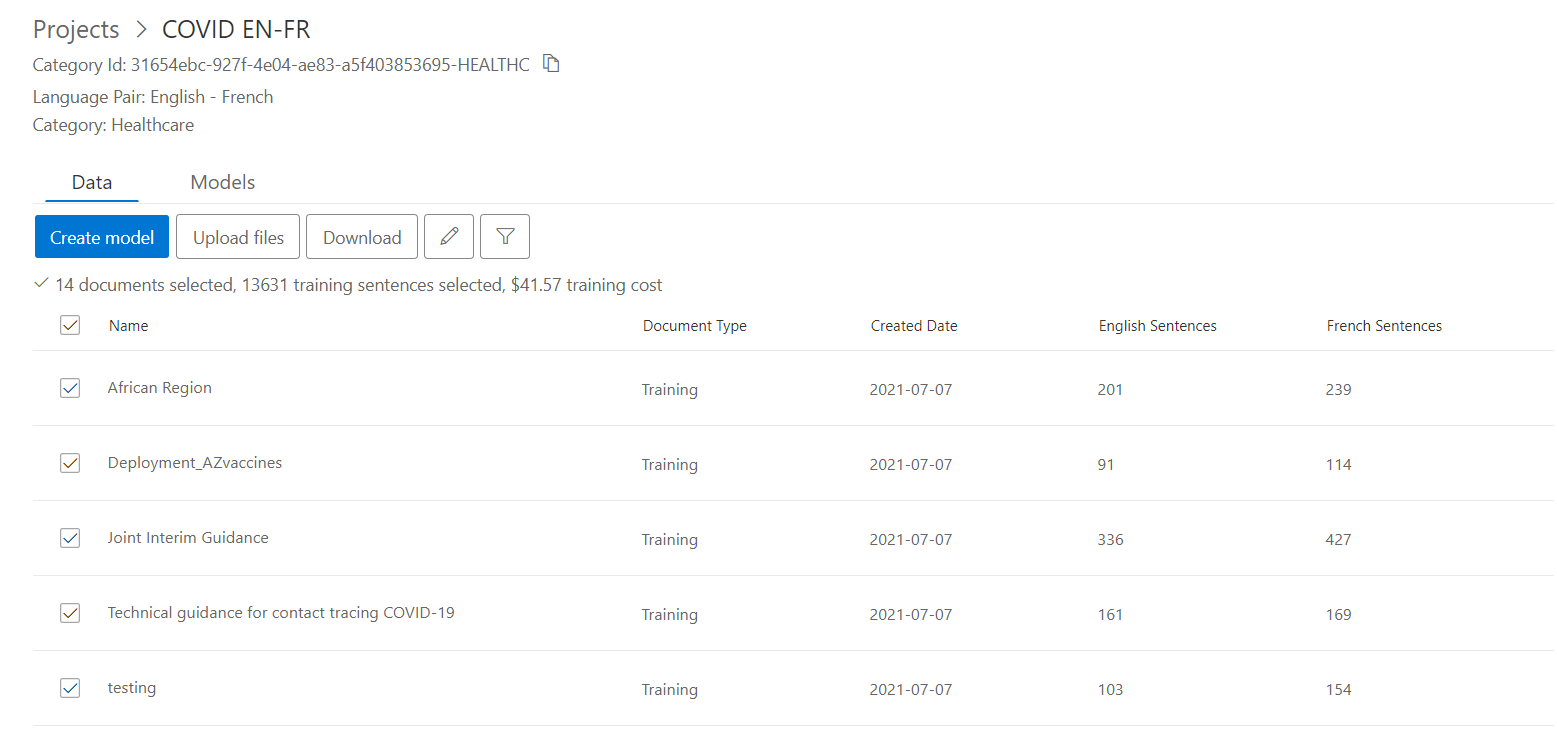 Projects > COVID EN-FR
Category Id: 31654ebc-927f-4e04-ae83-a5f403853695-HEALTHC
Language Pair: English - French
Category: Healthcare
Data Models
Create model Upload files Download
14 documents selected, 13631 training sentences selected, $41.57 training cost
Name Document Type Created Date English Sentences French Sentences
African Region Training 2021-07-07 201 239
Deployment_AZvaccines Training 2021-07-07 91 114
Joint Interim Guidance Training 2021-07-07 336 427
Technical guidance for contact tracing COVID-19 Training 2021-07-07 161 169
testing Training 2021-07-07 103 154